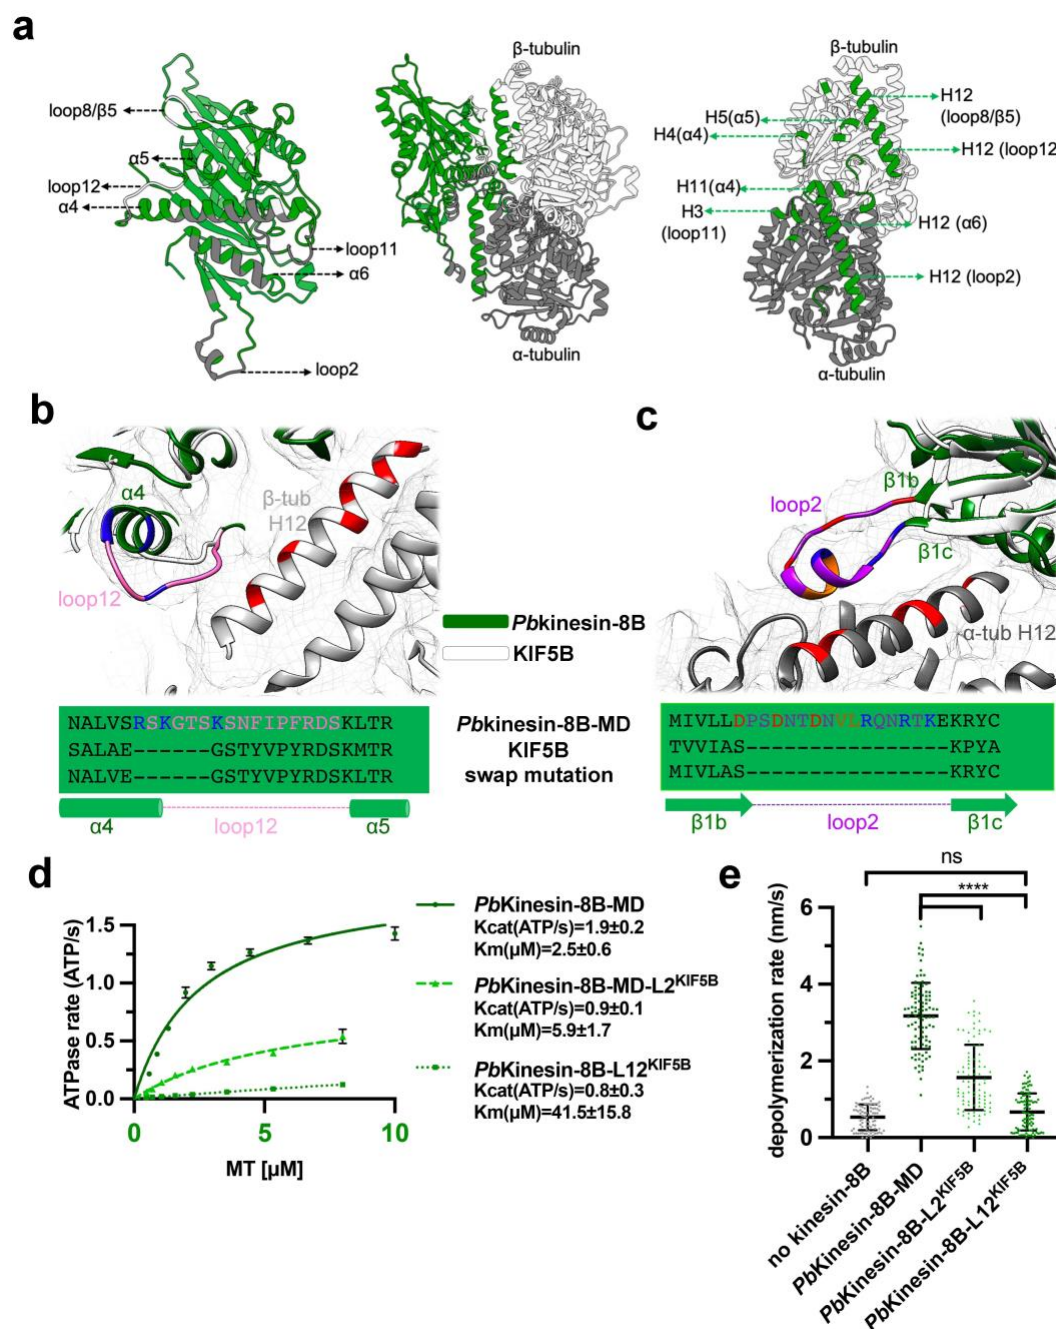 a
loop8/β5
α5
loop12
α4
loop11
α6
loop2
β-tubulin
α-tubulin
β-tubulin
H12
(loop8/β5)
H5(α5)
H4(α4)
H12 (loop12
H11(α4)
H3
(loop11)
H12 (α6)
H12 (loop2)
α-tubulin
b
α4
β-tub
H12
loop12
Pbkinesin-8B
KIF5B
c
β1b
loop2
β1c
α-tub H12
NALVSRSKGTSKSNFIPFRDSKLTR
SALAE------GSTYVPYRDSKMTR
NALVE------GSTYVPYRDSKLTR
α4
loop12
α5
Pbkinesin-8B-MD
KIF5B
swap mutation
MIVLLDPSDNTDNVLRQNRTKEKRYC
TVVIAS----------------KPYA
MIVLAS----------------KRYC
β1b
loop2
β1c
d
ATPase rate (ATP/s)
1.5
1.0
0.5
0.0
0
5
10
MT [μM]
PbKinesin-8B-MD
Kcat(ATP/s)=1.9±0.2
Km(μM)=2.5±0.6
PbKinesin-8B-MD-L2KIF5B
Kcat(ATP/s)=0.9±0.1
Km(μM)=5.9±1.7
PbKinesin-8B-L12KIF5B
Kcat(ATP/s)=0.8±0.3
Km(μM)=41.5±15.8
e
ns
****
depolymerization rate (nm/s)
6
4
2
0
no kinesin-8B
PbKinesin-8B-MD
PbKinesin-8B-L2KIF5B
PbKinesin-8B-L12KIF5B